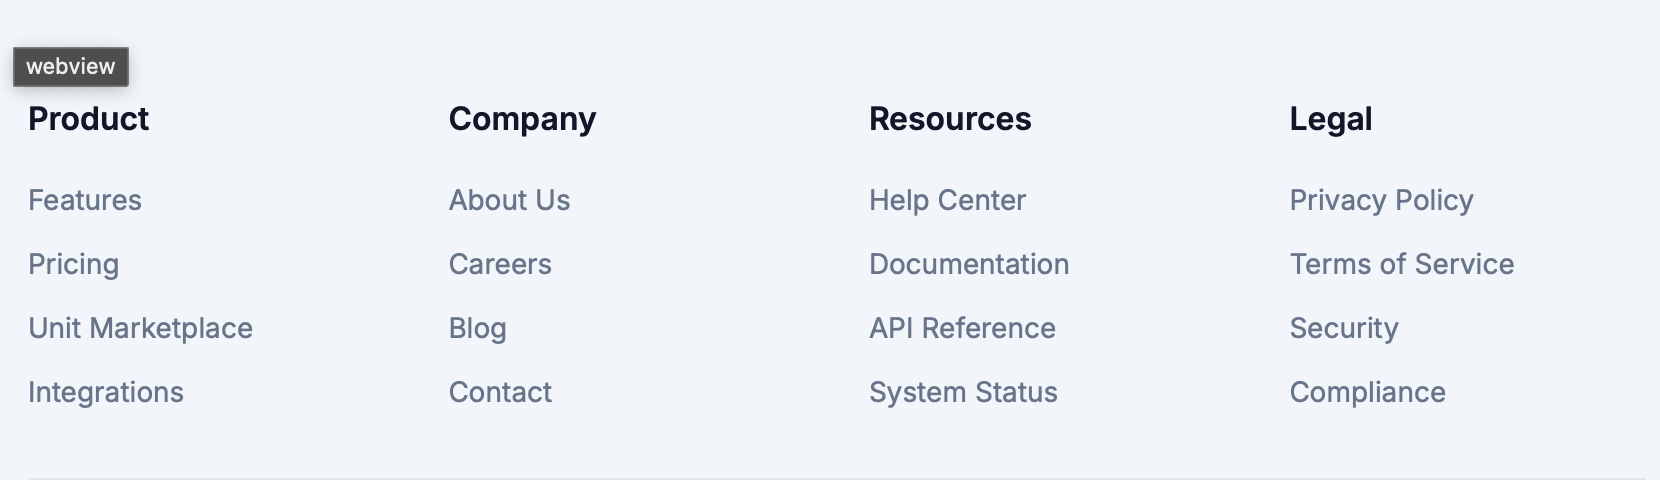 webview
Product
Features
Pricing
Unit Marketplace
Integrations
Company
About Us
Careers
Blog
Contact
Resources
Help Center
Documentation
API Reference
System Status
Legal
Privacy Policy
Terms of Service
Security
Compliance